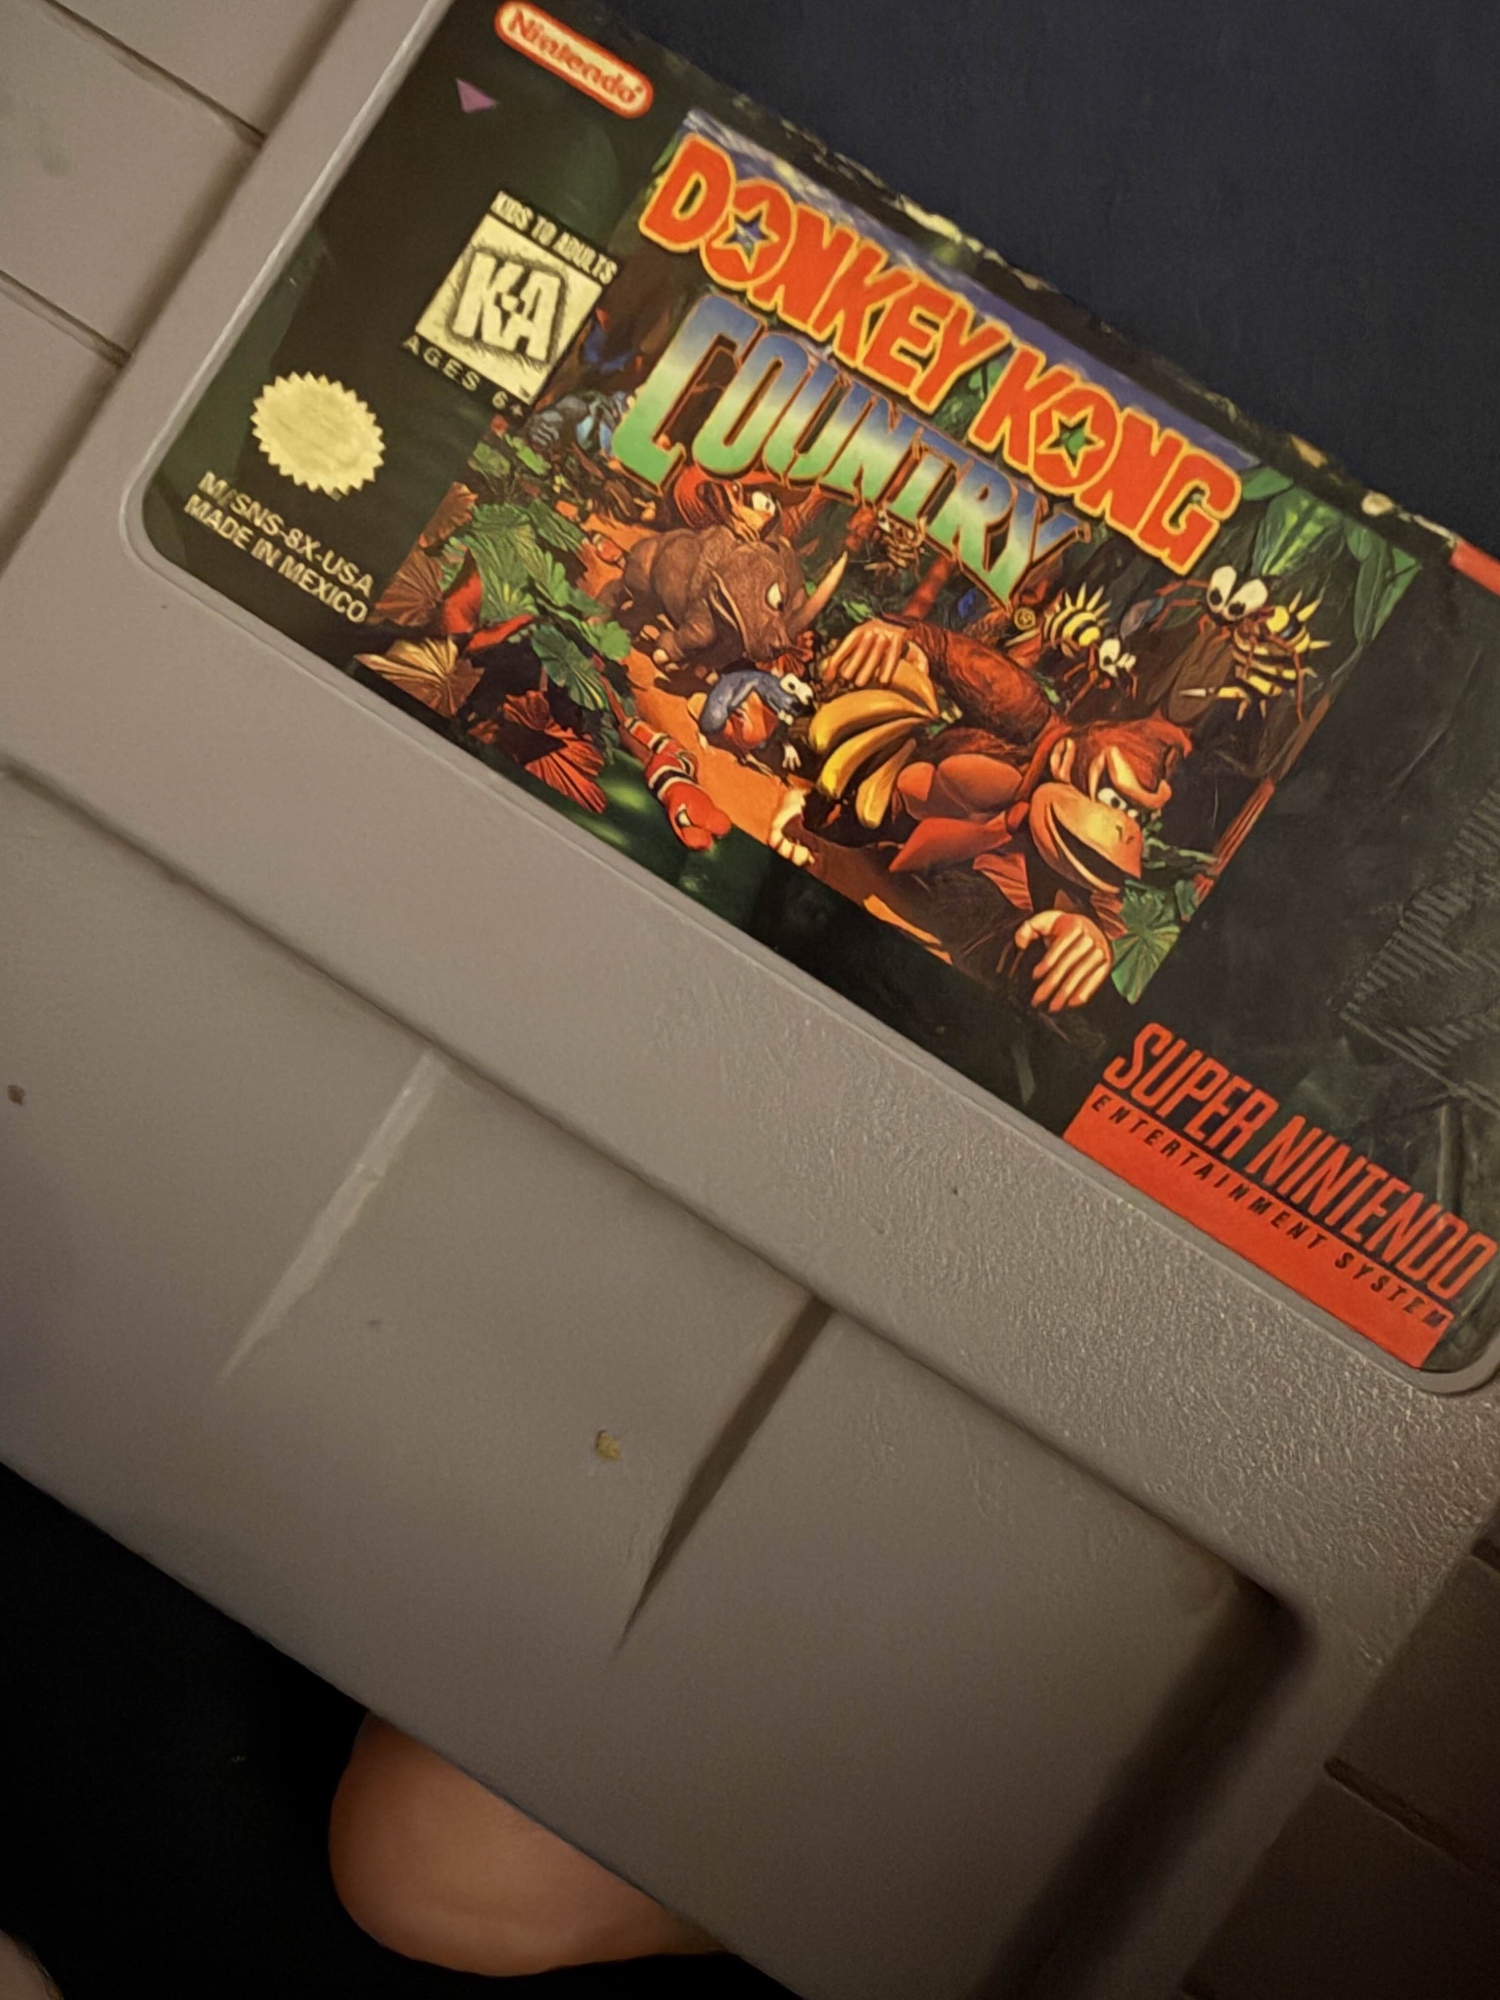 Nintendo
DONKEY KONG
COUNTRY
KIDS TO ADULTS
K-A
AGES 6+
M/SNS-8X-USA
MADE IN MEXICO
SUPER NINTENDO
ENTERTAINMENT SYSTEM